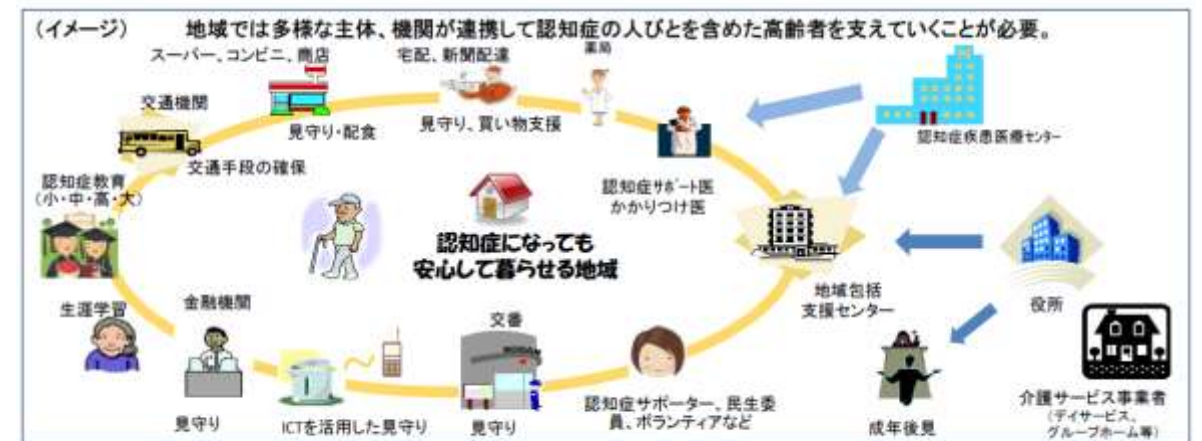 (イメージ) 地域では多様な主体、機関が連携して認知症の人びとを含めた高齢者を支えていくことが必要。
スーパー、コンビニ、商店
宅配、新聞配達
薬局
交通機関
見守り・配食
見守り、買い物支援
認知症疾患医療センター
交通手段の確保
認知症教育
(小・中・高・大)
認知症サポート医
かかりつけ医
認知症になっても
安心して暮らせる地域
生涯学習
金融機関
交番
地域包括
支援センター
役所
見守り
ICTを活用した見守り
見守り
認知症サポーター、民生委
員、ボランティアなど
成年後見
介護サービス事業者
(デイサービス、
グループホーム等)